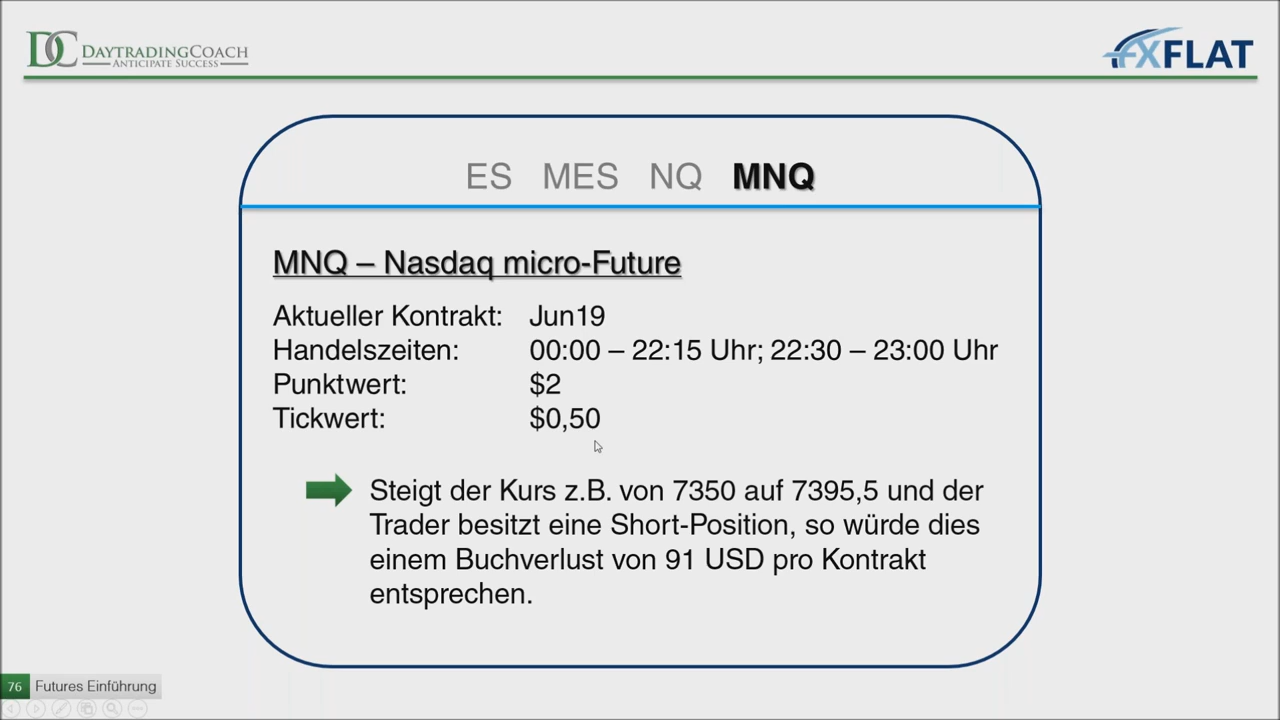 DC DAYTRADINGCOACH
ANTICIPATE SUCCESS
FXFLAT
ES MES NQ MNQ
MNQ – Nasdaq micro-Future
Aktueller Kontrakt: Jun19
Handelszeiten: 00:00 – 22:15 Uhr; 22:30 – 23:00 Uhr
Punktwert: $2
Tickwert: $0,50
Steigt der Kurs z.B. von 7350 auf 7395,5 und der
Trader besitzt eine Short-Position, so würde dies
einem Buchverlust von 91 USD pro Kontrakt
entsprechen.
76 Futures Einführung